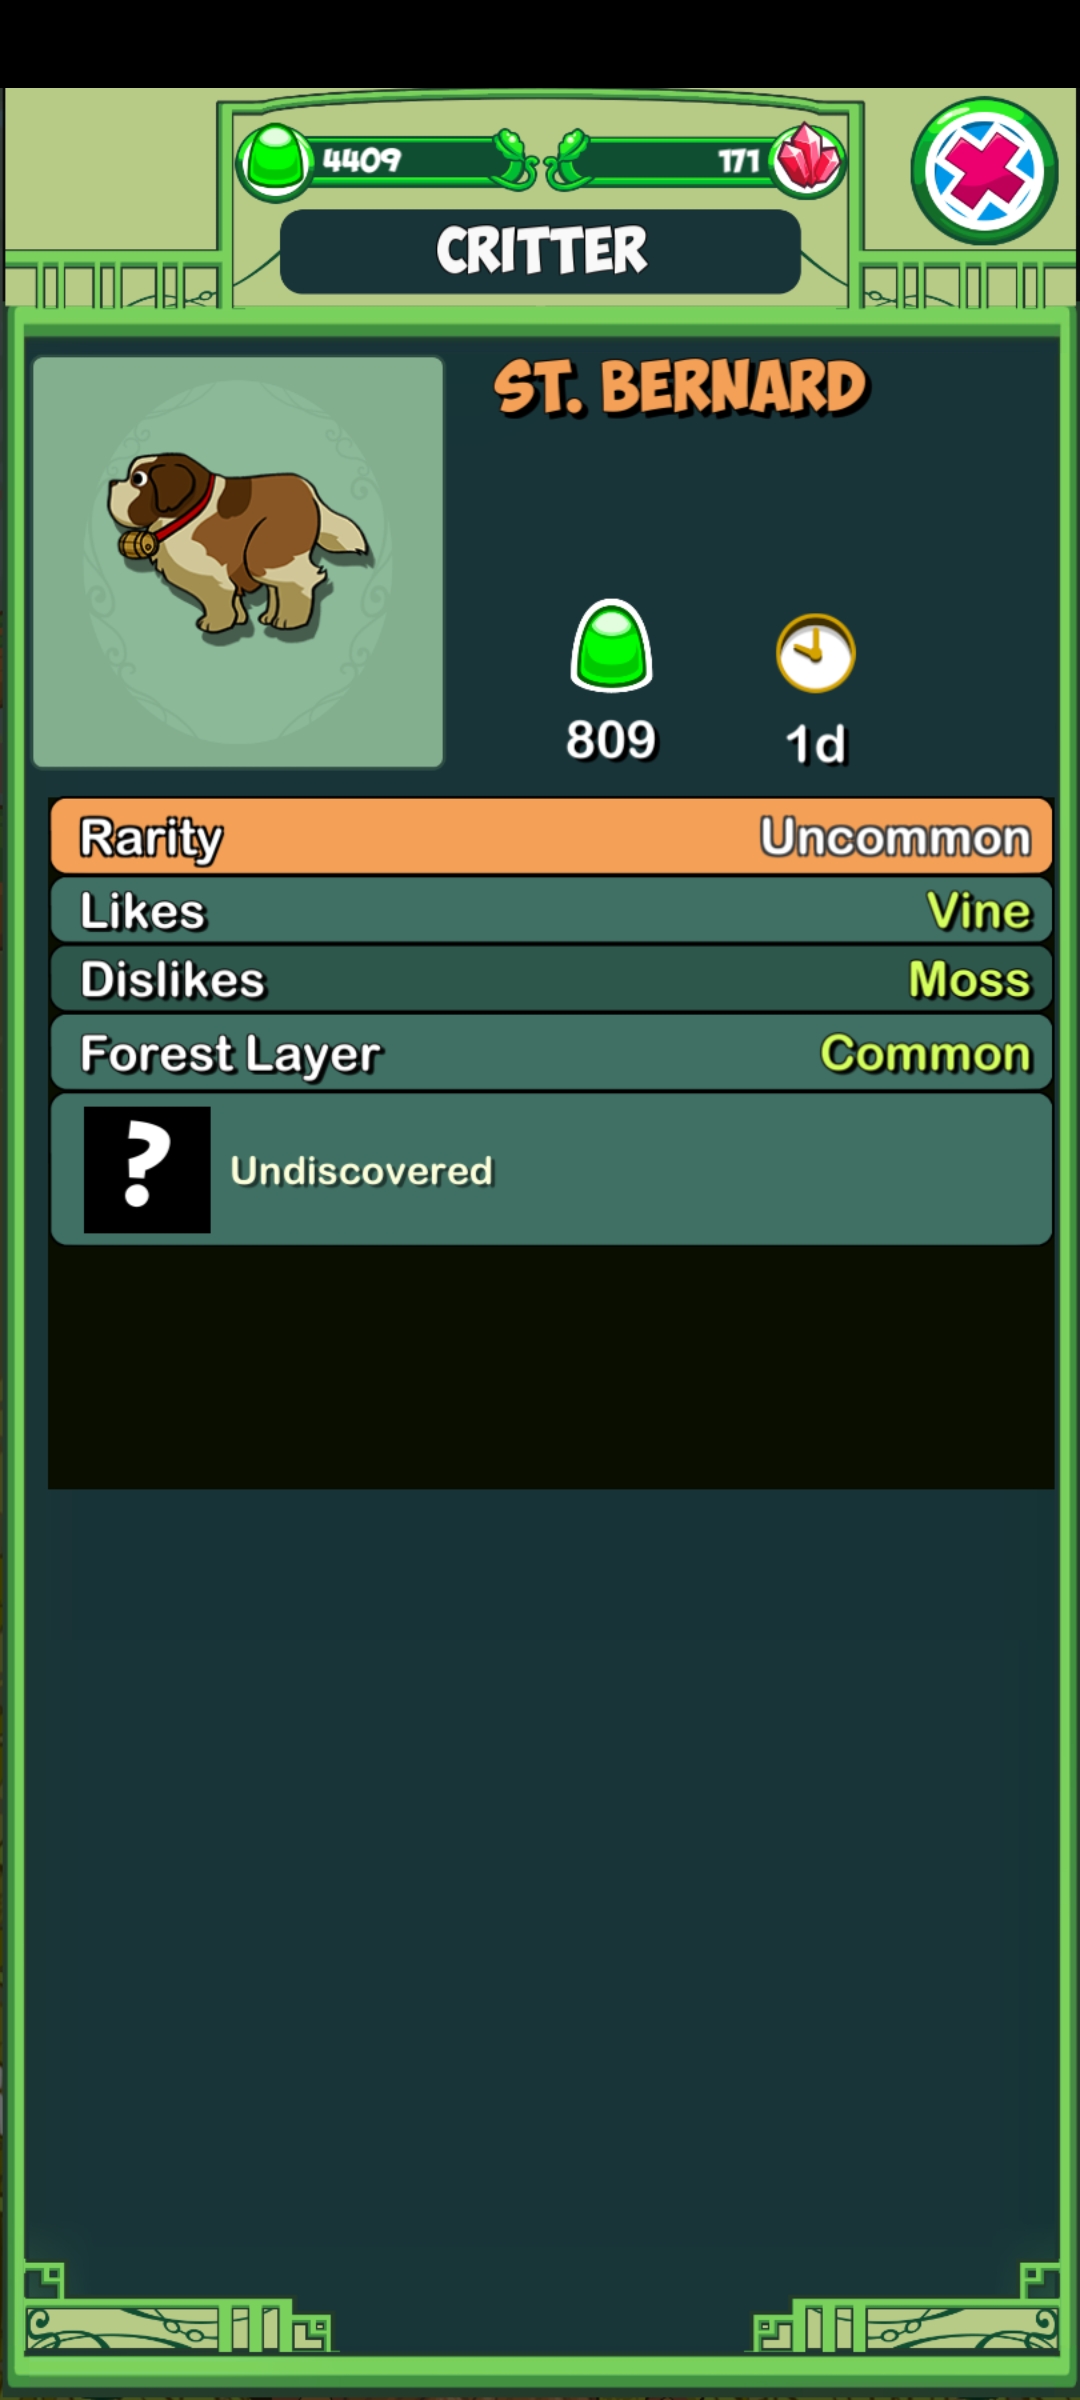 4409
171
CRITTER
ST. BERNARD
809
1d
Rarity Uncommon
Likes Vine
Dislikes Moss
Forest Layer Common
? Undiscovered